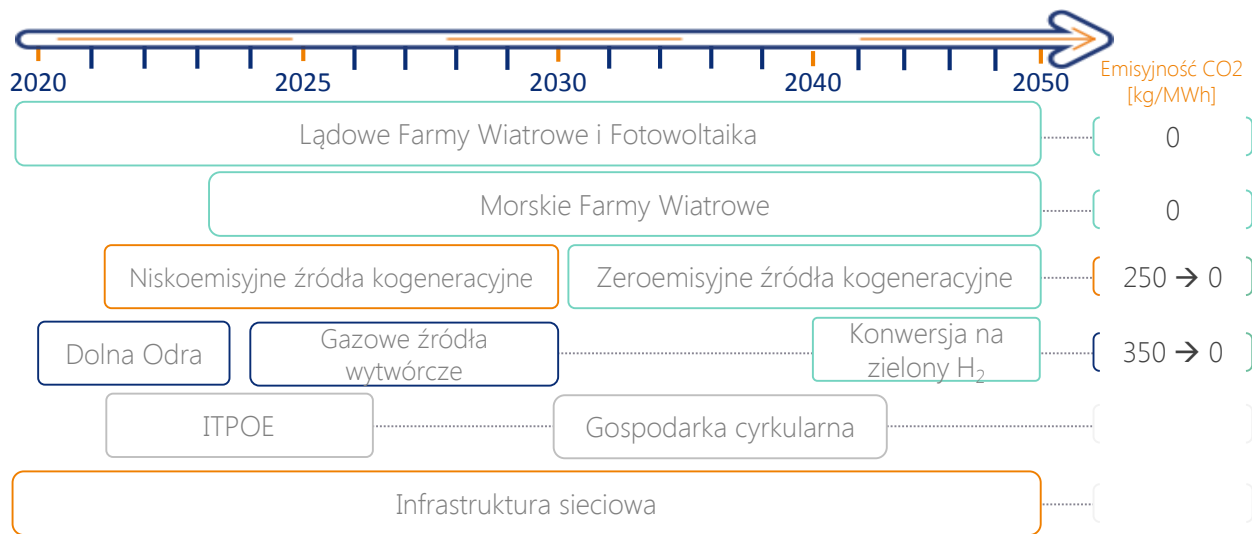 2020 2025 2030 2040 2050
Emisyjność CO2
[kg/MWh]
Lądowe Farmy Wiatrowe i Fotowoltaika 0
Morskie Farmy Wiatrowe 0
Niskoemisyjne źródła kogeneracyjne Zeroemisyjne źródła kogeneracyjne 250 → 0
Dolna Odra
Gazowe źródła
wytwórcze
Konwersja na
zielony H₂
350 → 0
ITPOE Gospodarka cyrkularna
Infrastruktura sieciowa